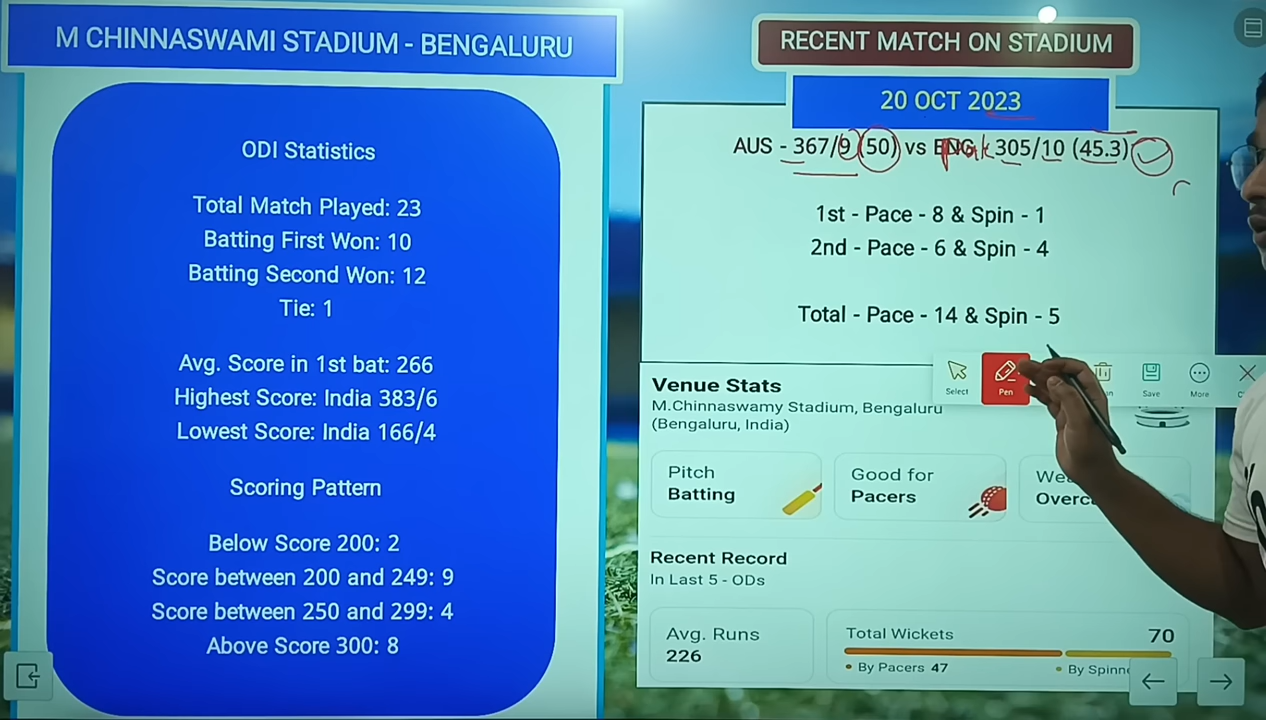 M CHINNASWAMI STADIUM - BENGALURU
ODI Statistics
Total Match Played: 23
Batting First Won: 10
Batting Second Won: 12
Tie: 1
Avg. Score in 1st bat: 266
Highest Score: India 383/6
Lowest Score: India 166/4
Scoring Pattern
Below Score 200: 2
Score between 200 and 249: 9
Score between 250 and 299: 4
Above Score 300: 8
RECENT MATCH ON STADIUM
20 OCT 2023
AUS - 367/9 (50) vs ENG Pak 305/10 (45.3)
1st - Pace - 8 & Spin - 1
2nd - Pace - 6 & Spin - 4
Total - Pace - 14 & Spin - 5
Select
Pen
Save
More
Venue Stats
M.Chinnaswamy Stadium, Bengaluru
(Bengaluru, India)
Pitch
Batting
Good for
Pacers
Recent Record
In Last 5 - ODs
Avg. Runs
226
Total Wickets 70
By Pacers 47